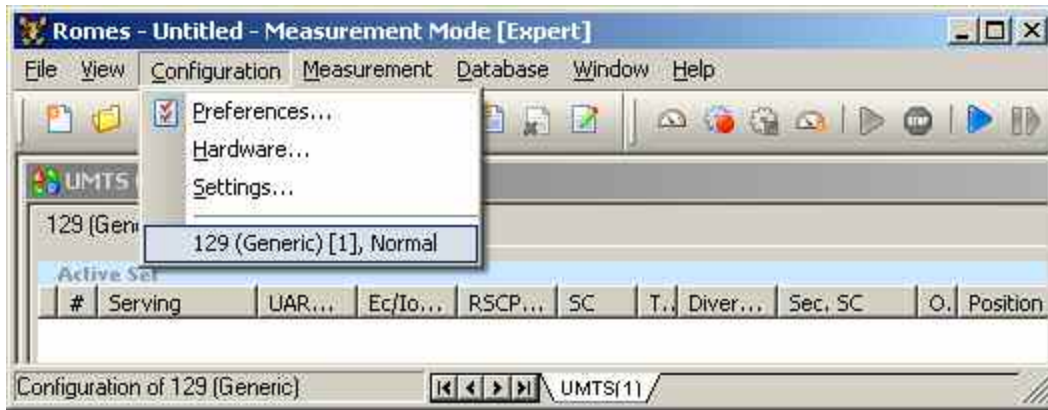 Romes - Untitled - Measurement Mode [Expert]
File View Configuration Measurement Database Window Help
Preferences...
Hardware...
Settings...
129 (Generic) [1], Normal
UMTS
129 (Gen
Active Set
# Serving UAR... Ec/Io... RSCP... SC T.. Diver... Sec. SC O. Position
Configuration of 129 (Generic) UMTS(1)